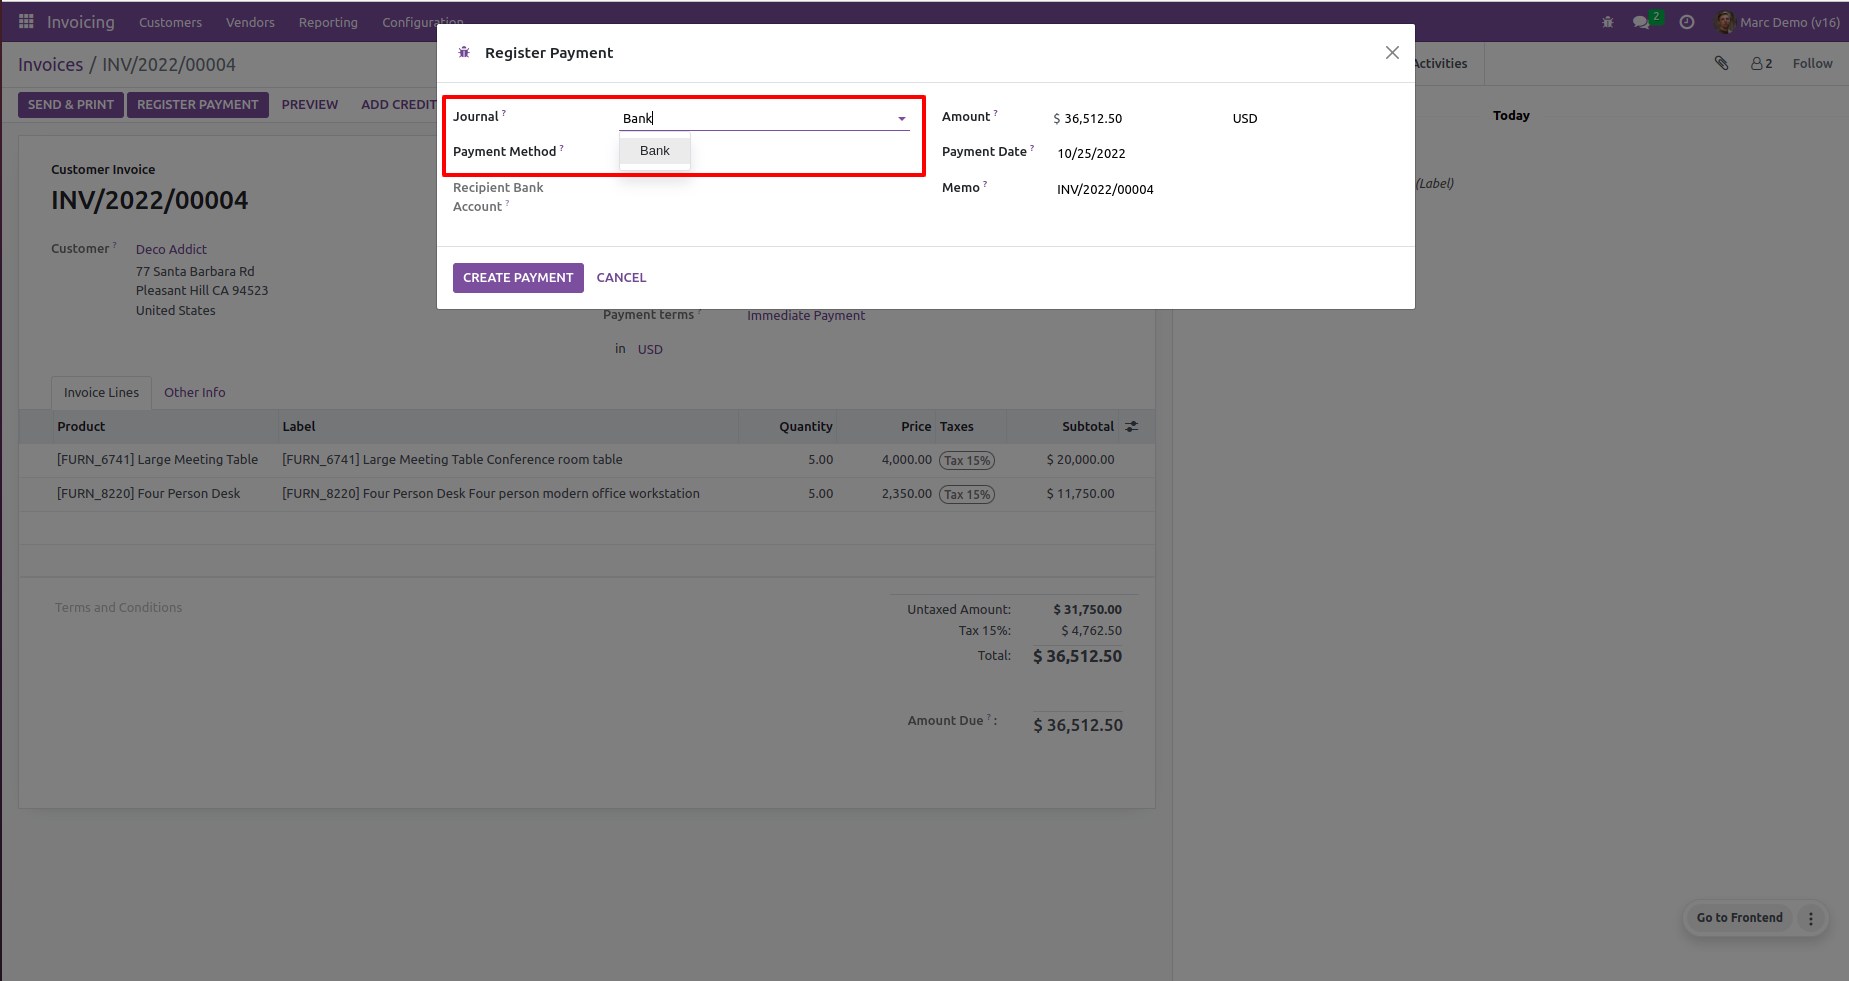 Invoicing Customers Vendors Reporting Configuration 2 Marc Demo (v16)
Invoices / INV/2022/00004
SEND & PRINT REGISTER PAYMENT PREVIEW ADD CREDIT
Activities 2 Follow
Today
(Label)
Register Payment
Journal ? Bank
Bank
Payment Method ?
Recipient Bank
Account ?
Amount ? $ 36,512.50 USD
Payment Date ? 10/25/2022
Memo ? INV/2022/00004
CREATE PAYMENT CANCEL
Customer Invoice
INV/2022/00004
Customer ? Deco Addict
77 Santa Barbara Rd
Pleasant Hill CA 94523
United States
Payment terms ? Immediate Payment
in USD
Invoice Lines Other Info
Product Label Quantity Price Taxes Subtotal
[FURN_6741] Large Meeting Table [FURN_6741] Large Meeting Table Conference room table 5.00 4,000.00 Tax 15% $ 20,000.00
[FURN_8220] Four Person Desk [FURN_8220] Four Person Desk Four person modern office workstation 5.00 2,350.00 Tax 15% $ 11,750.00
Terms and Conditions
Untaxed Amount: $ 31,750.00
Tax 15%: $ 4,762.50
Total: $ 36,512.50
Amount Due ? : $ 36,512.50
Go to Frontend